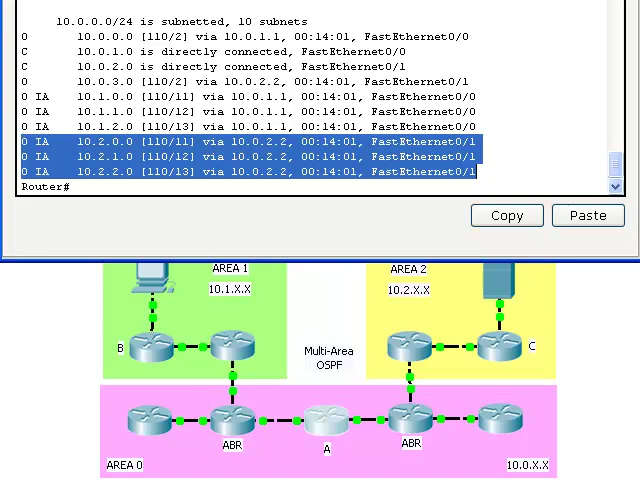 10.0.0.0/24 is subnetted, 10 subnets
O 10.0.0.0 [110/2] via 10.0.1.1, 00:14:01, FastEthernet0/0
C 10.0.1.0 is directly connected, FastEthernet0/0
C 10.0.2.0 is directly connected, FastEthernet0/1
O 10.0.3.0 [110/2] via 10.0.2.2, 00:14:01, FastEthernet0/1
O IA 10.1.0.0 [110/11] via 10.0.1.1, 00:14:01, FastEthernet0/0
O IA 10.1.1.0 [110/12] via 10.0.1.1, 00:14:01, FastEthernet0/0
O IA 10.1.2.0 [110/13] via 10.0.1.1, 00:14:01, FastEthernet0/0
O IA 10.2.0.0 [110/11] via 10.0.2.2, 00:14:01, FastEthernet0/1
O IA 10.2.1.0 [110/12] via 10.0.2.2, 00:14:01, FastEthernet0/1
O IA 10.2.2.0 [110/13] via 10.0.2.2, 00:14:01, FastEthernet0/1
Router#
Copy Paste
AREA 1
10.1.X.X
AREA 2
10.2.X.X
B
Multi-Area
OSPF
C
ABR
A
ABR
AREA 0
10.0.X.X